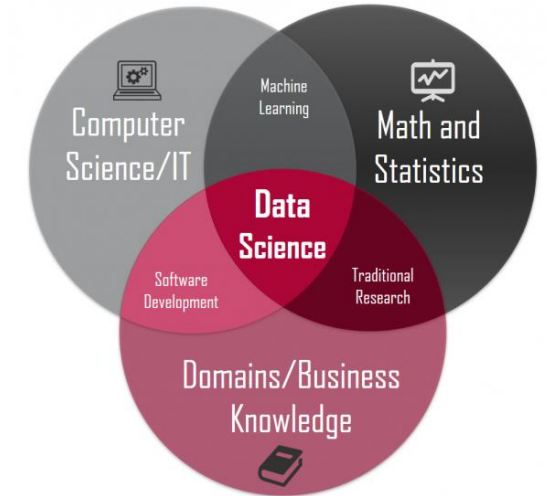 Machine
Learning
Computer
Science/IT
Math and
Statistics
Data
Science
Software
Development
Traditional
Research
Domains/Business
Knowledge